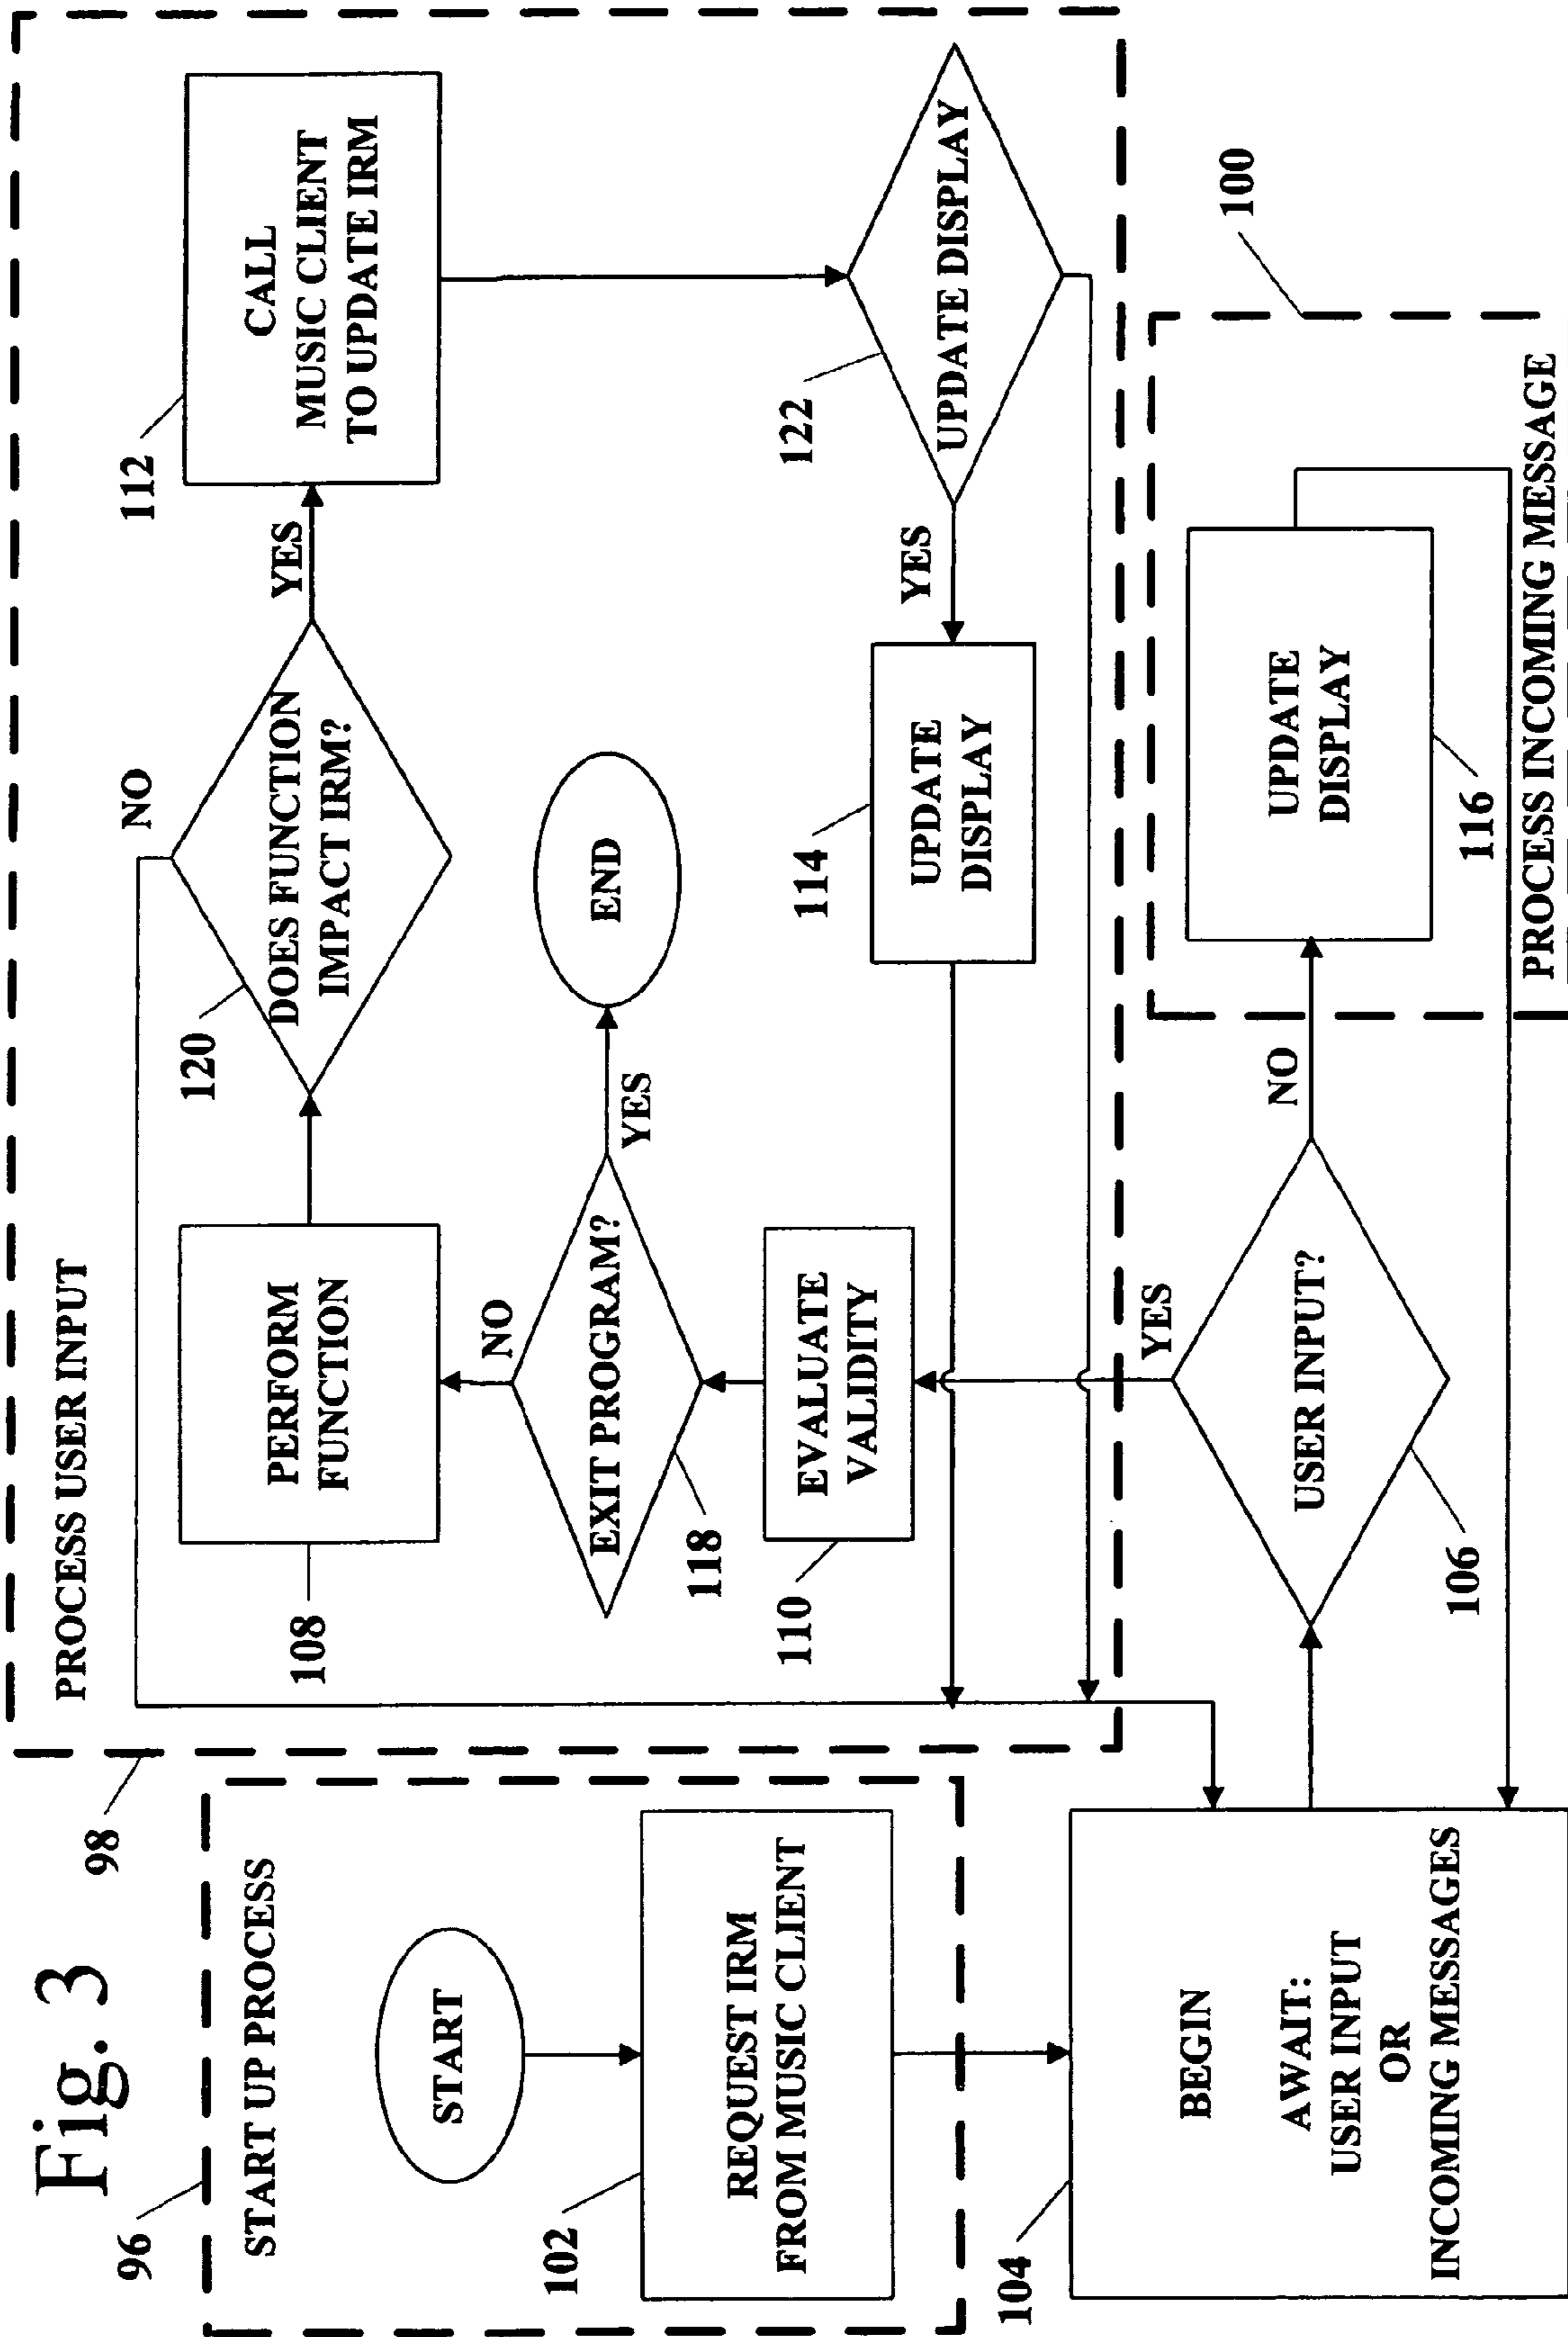 Fig. 3
96
START UP PROCESS
START
102
REQUEST IRM
FROM MUSIC CLIENT
104
BEGIN
AWAIT:
USER INPUT
OR
INCOMING MESSAGES
98
PROCESS USER INPUT
108
PERFORM
FUNCTION
NO
EXIT PROGRAM?
118
YES
END
110
EVALUATE
VALIDITY
YES
120
DOES FUNCTION
IMPACT IRM?
NO
YES
112
CALL
MUSIC CLIENT
TO UPDATE IRM
122
UPDATE DISPLAY
YES
114
UPDATE
DISPLAY
USER INPUT?
106
NO
100
UPDATE
DISPLAY
116
PROCESS INCOMING MESSAGE